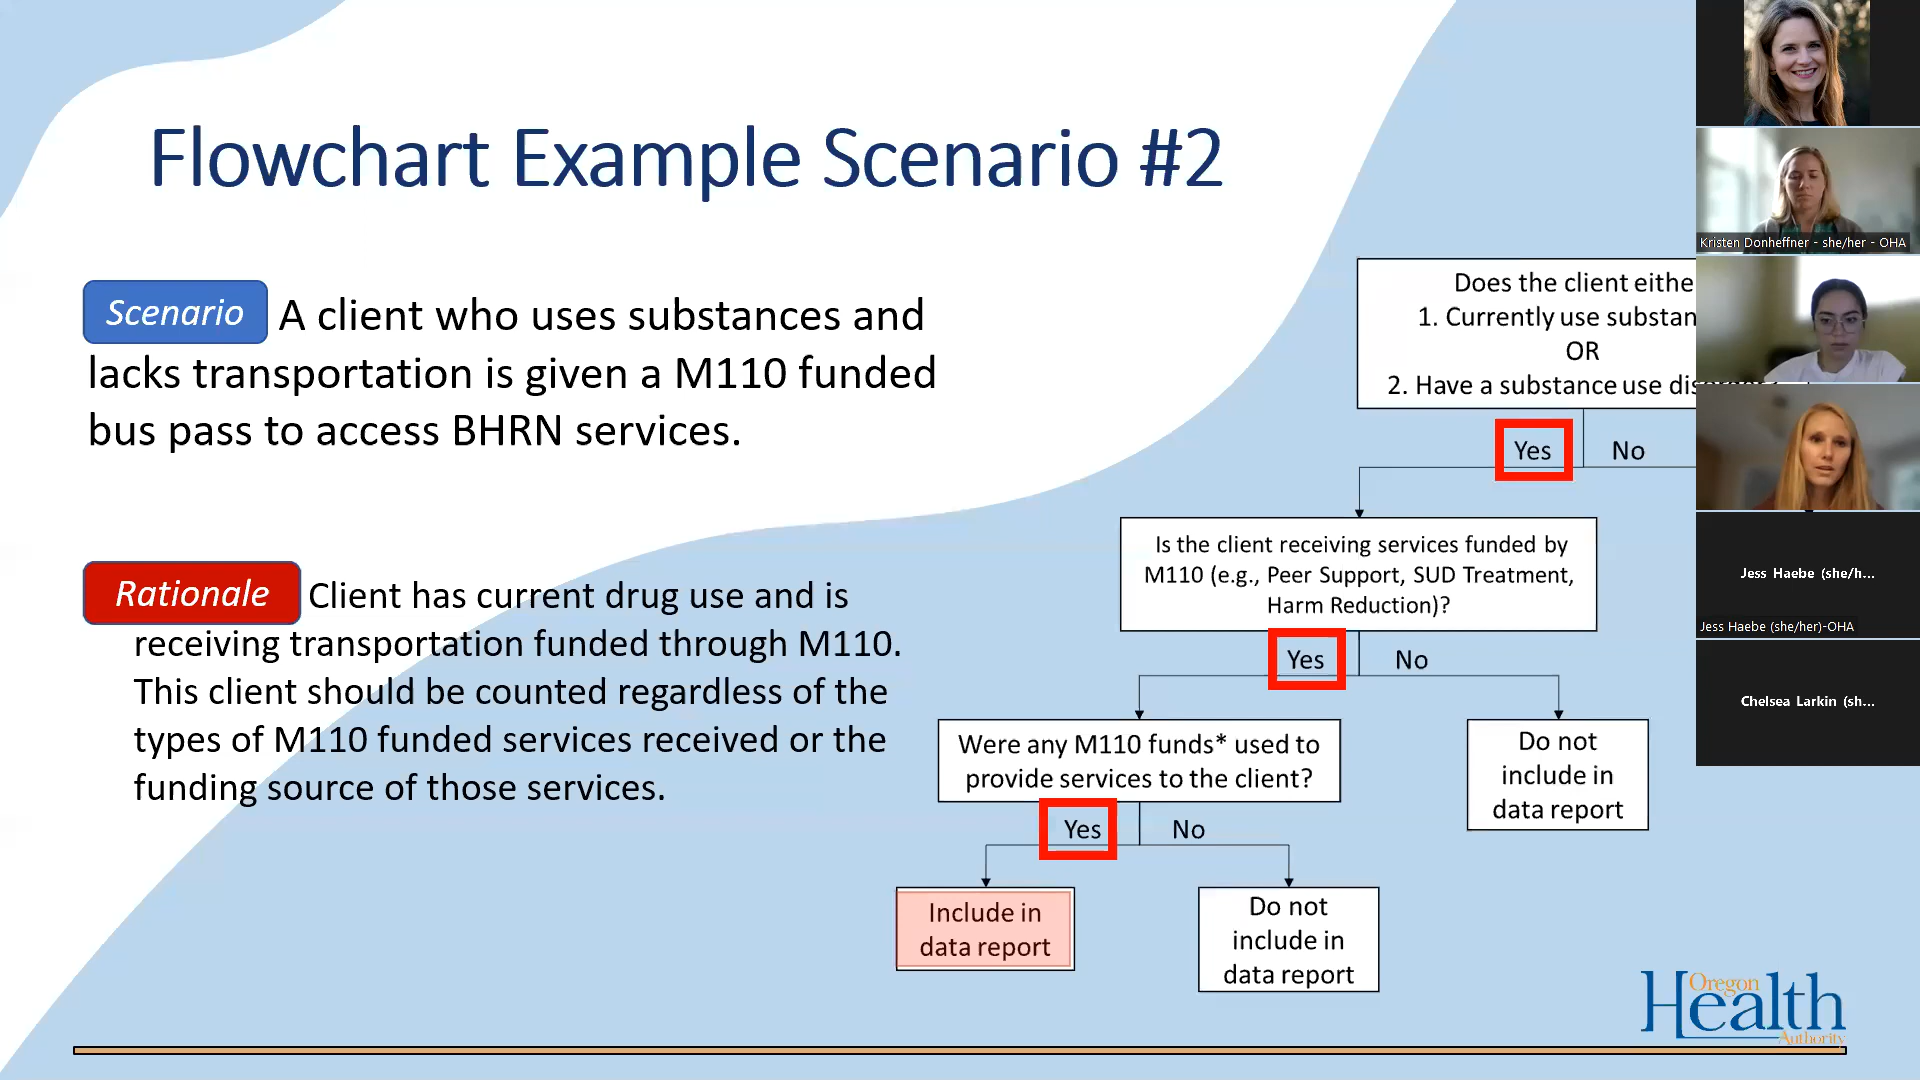 Flowchart Example Scenario #2
Scenario A client who uses substances and
lacks transportation is given a M110 funded
bus pass to access BHRN services.
Rationale Client has current drug use and is
receiving transportation funded through M110.
This client should be counted regardless of the
types of M110 funded services received or the
funding source of those services.
Does the client eithe
1. Currently use substan
OR
2. Have a substance use
Yes
No
Is the client receiving services funded by
M110 (e.g., Peer Support, SUD Treatment,
Harm Reduction)?
Yes
No
Were any M110 funds* used to
provide services to the client?
Do not
include in
data report
Yes
No
Include in
data report
Do not
include in
data report
Kristen Donheffner - she/her - OHA
Jess Haebe (she/h...
Jess Haebe (she/her)-OHA
Chelsea Larkin (sh...
Oregon
Health
Authority